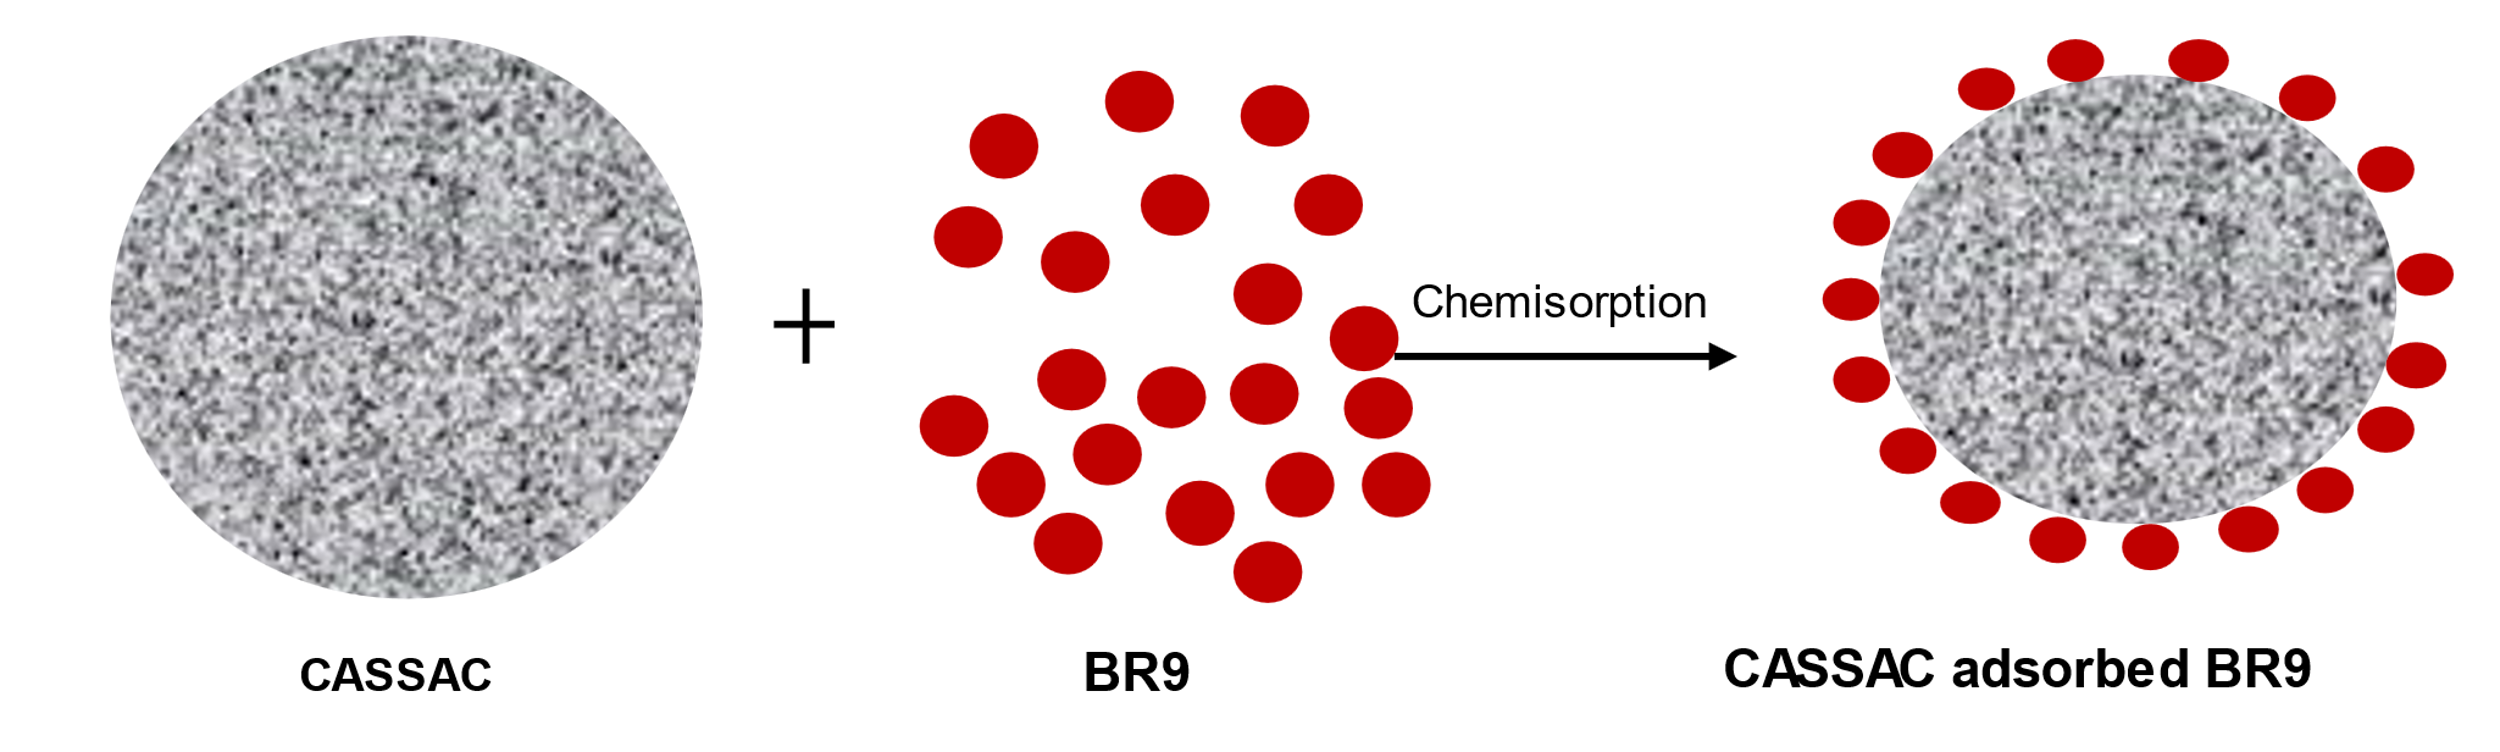 +
Chemisorption
CASSAC
BR9
CASSAC adsorbed BR9